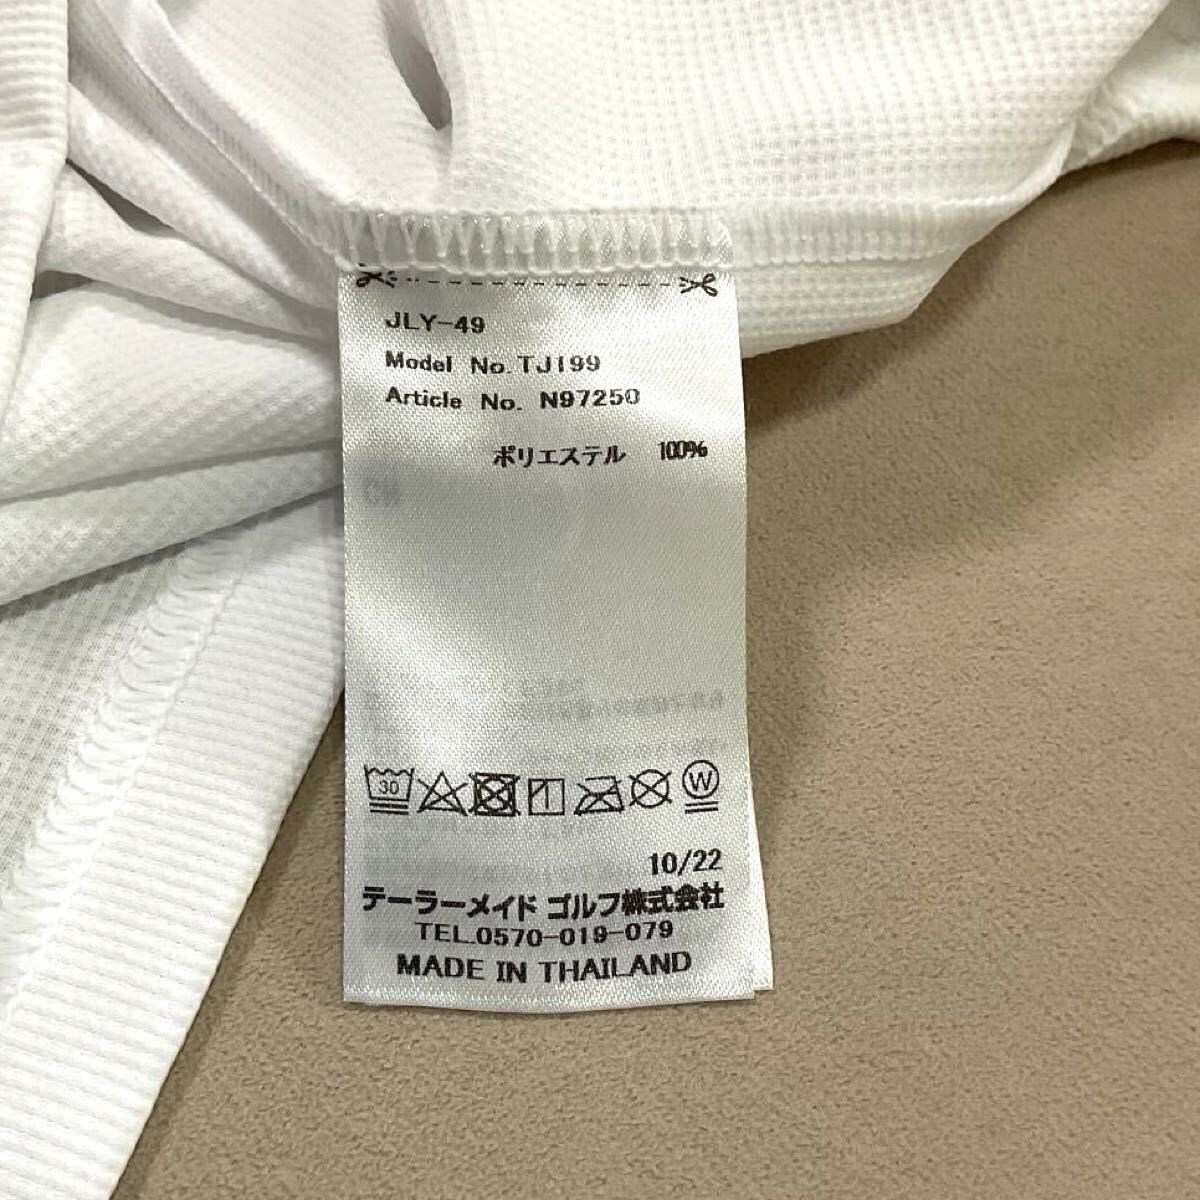 JLY-49
Model No. TJ199
Article No. N97250
ポリエステル 100%
30 W
10/22
テーラーメイド ゴルフ株式会社
TEL.0570-019-079
MADE IN THAILAND